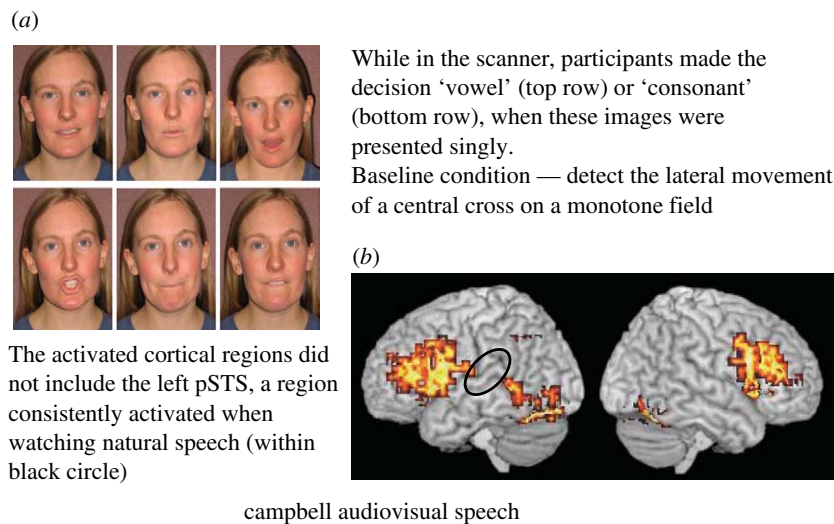 (a)
While in the scanner, participants made the
decision ‘vowel’ (top row) or ‘consonant’
(bottom row), when these images were
presented singly.
Baseline condition — detect the lateral movement
of a central cross on a monotone field
(b)
The activated cortical regions did
not include the left pSTS, a region
consistently activated when
watching natural speech (within
black circle)
campbell audiovisual speech